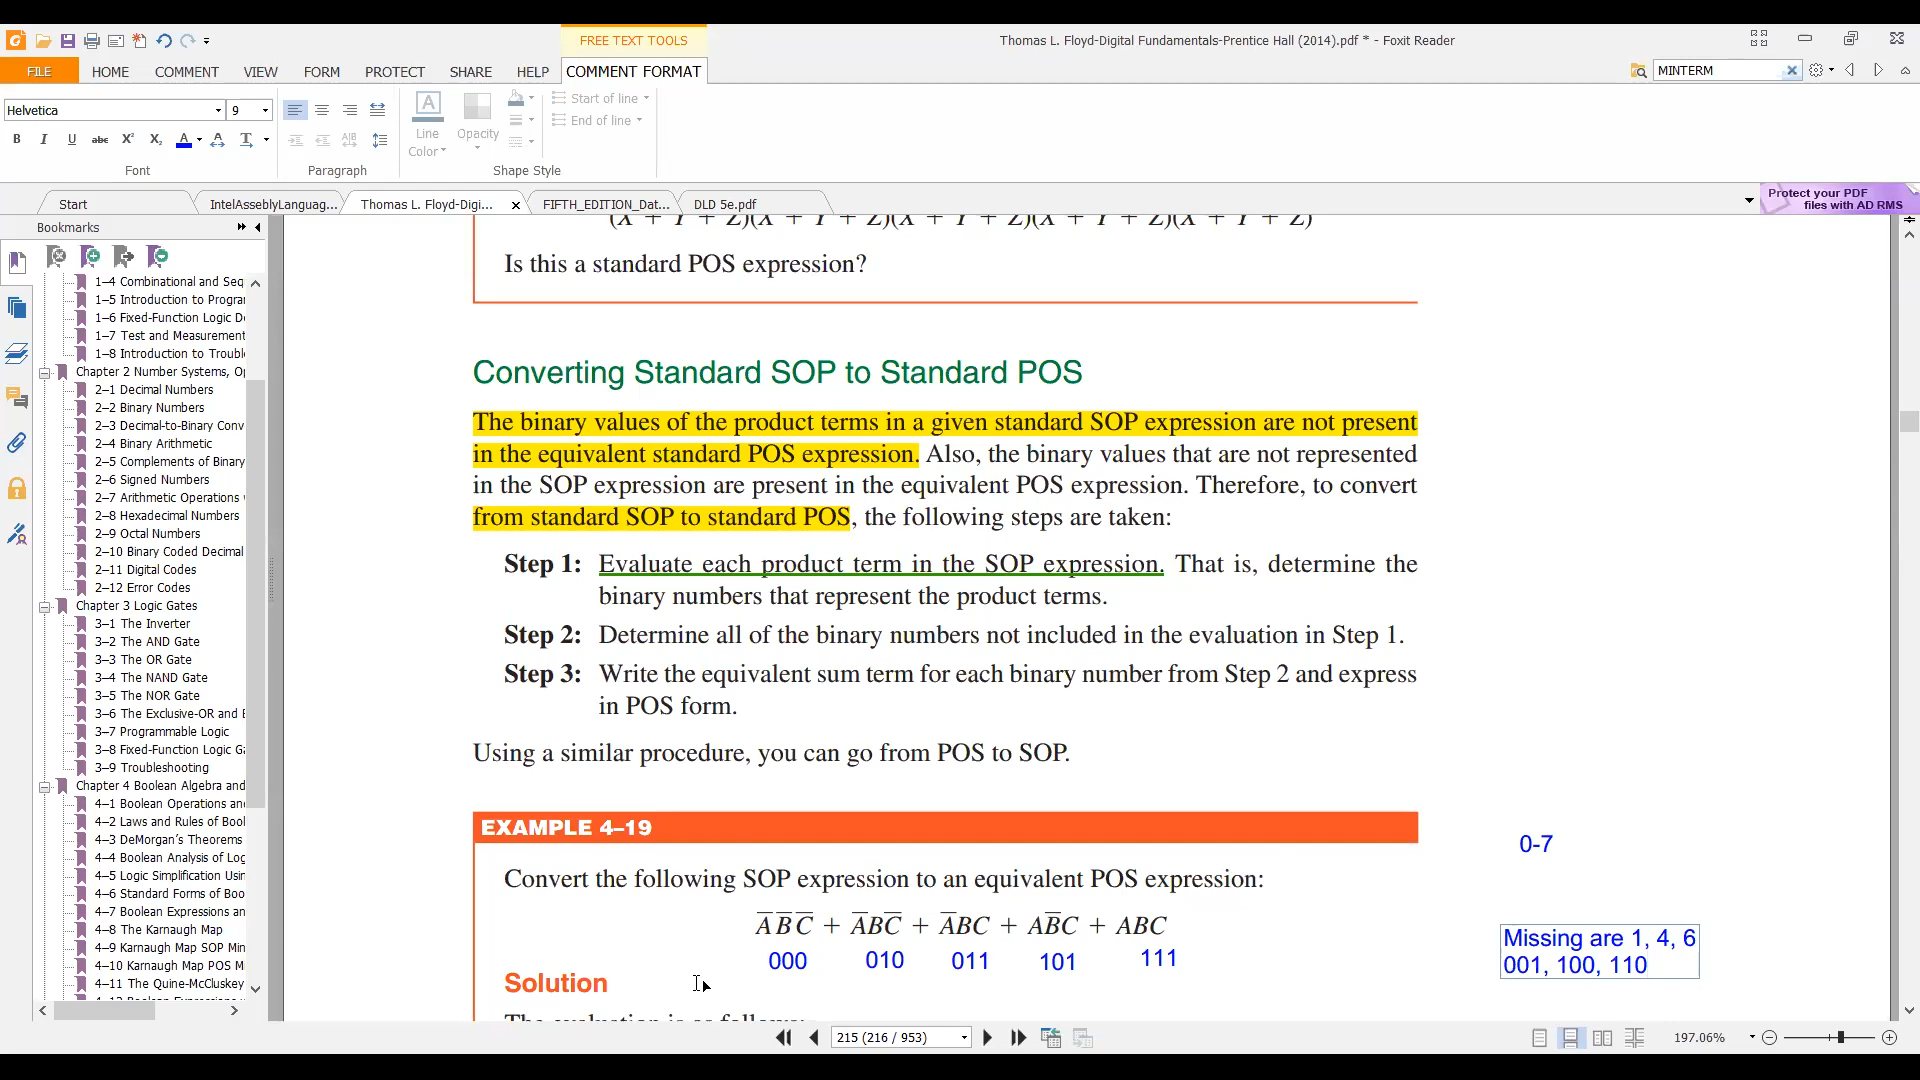 FREE TEXT TOOLS
Thomas L. Floyd-Digital Fundamentals-Prentice Hall (2014).pdf * - Foxit Reader
FILE HOME COMMENT VIEW FORM PROTECT SHARE HELP COMMENT FORMAT
MINTERM
Helvetica 9
Start of line
End of line
Line Color
Opacity
Font Paragraph Shape Style
Start IntelAsseblyLanguag... Thomas L. Floyd-Digi... FIFTH_EDITION_Dat... DLD 5e.pdf
Protect your PDF
files with AD RMS
Bookmarks
1–4 Combinational and Seq
1–5 Introduction to Progra
1–6 Fixed-Function Logic D
1–7 Test and Measurement
1–8 Introduction to Troubl
Chapter 2 Number Systems, O
2–1 Decimal Numbers
2–2 Binary Numbers
2–3 Decimal-to-Binary Conv
2–4 Binary Arithmetic
2–5 Complements of Binary
2–6 Signed Numbers
2–7 Arithmetic Operations
2–8 Hexadecimal Numbers
2–9 Octal Numbers
2–10 Binary Coded Decimal
2–11 Digital Codes
2–12 Error Codes
Chapter 3 Logic Gates
3–1 The Inverter
3–2 The AND Gate
3–3 The OR Gate
3–4 The NAND Gate
3–5 The NOR Gate
3–6 The Exclusive-OR and E
3–7 Programmable Logic
3–8 Fixed-Function Logic Ga
3–9 Troubleshooting
Chapter 4 Boolean Algebra and
4–1 Boolean Operations an
4–2 Laws and Rules of Bool
4–3 DeMorgan's Theorems
4–4 Boolean Analysis of Log
4–5 Logic Simplification Usin
4–6 Standard Forms of Boo
4–7 Boolean Expressions an
4–8 The Karnaugh Map
4–9 Karnaugh Map SOP Min
4–10 Karnaugh Map POS M
4–11 The Quine-McCluskey
Is this a standard POS expression?
Converting Standard SOP to Standard POS
The binary values of the product terms in a given standard SOP expression are not present
in the equivalent standard POS expression. Also, the binary values that are not represented
in the SOP expression are present in the equivalent POS expression. Therefore, to convert
from standard SOP to standard POS, the following steps are taken:
Step 1: Evaluate each product term in the SOP expression. That is, determine the
binary numbers that represent the product terms.
Step 2: Determine all of the binary numbers not included in the evaluation in Step 1.
Step 3: Write the equivalent sum term for each binary number from Step 2 and express
in POS form.
Using a similar procedure, you can go from POS to SOP.
EXAMPLE 4–19
0-7
Convert the following SOP expression to an equivalent POS expression:
A̅B̅C̅ + A̅BC̅ + A̅BC + AB̅C + ABC
000 010 011 101 111
Missing are 1, 4, 6
001, 100, 110
Solution
The evaluation is as follows:
215 (216 / 953)
197.06%